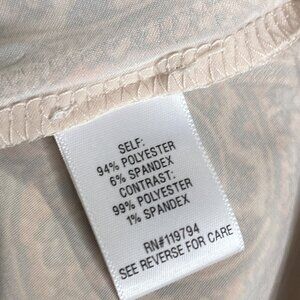 SELF:
94% POLYESTER
6% SPANDEX
CONTRAST:
99% POLYESTER
1% SPANDEX
RN#119794
SEE REVERSE FOR CARE